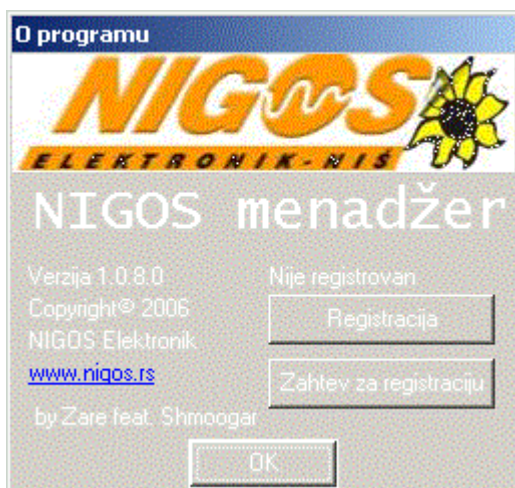 O programu
NIGOS
ELEKTRONIK-NIŠ
NIGOS menadžer
Verzija 1.0.8.0
Copyright© 2006
NIGOS Elektronik
www.nigos.rs
by Zare feat. Shmoogar
Nije registrovan
Registracija
Zahtev za registraciju
OK